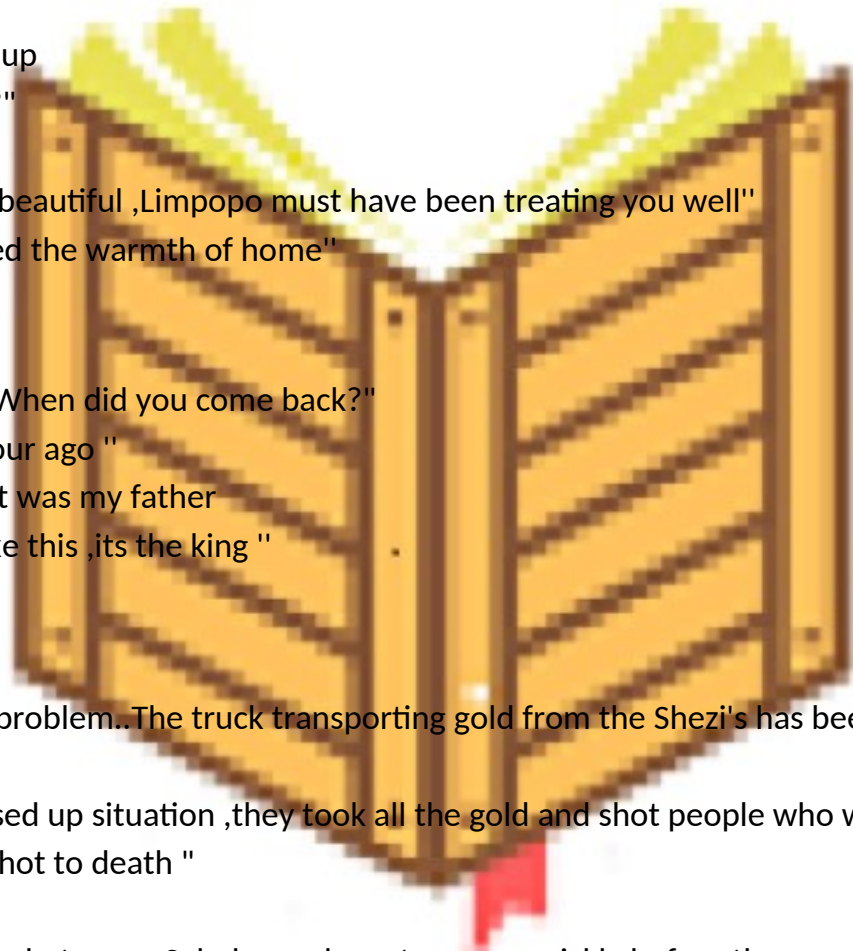 up
"
beautiful ,Limpopo must have been treating you well''
ed the warmth of home''
When did you come back?"
our ago ''
t was my father
ke this ,its the king ''
problem..The truck transporting gold from the Shezi's has bee
sed up situation ,they took all the gold and shot people who w
hot to death "